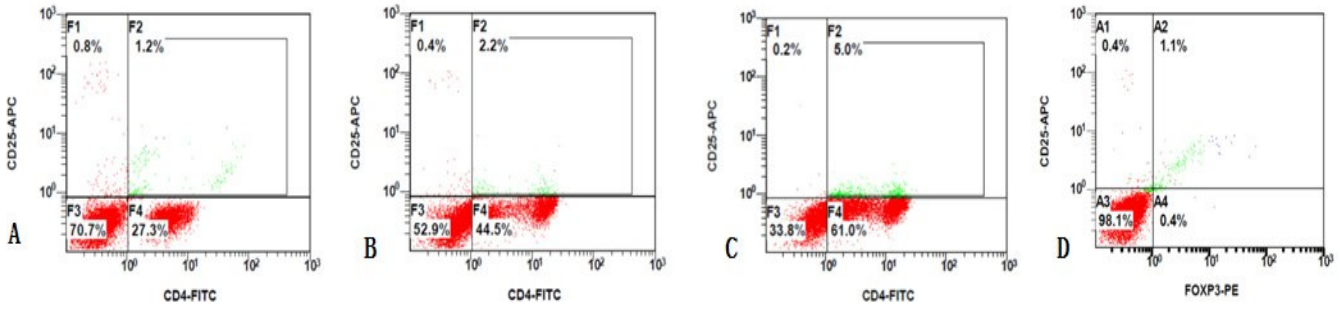 10³
F1
F2
0.8%
1.2%
10²
CD25-APC
10¹
10⁰
F3
F4
70.7%
27.3%
A
10⁰
10¹
10²
10³
CD4-FITC
10³
F1
F2
0.4%
2.2%
10²
CD25-APC
10¹
10⁰
F3
F4
52.9%
44.5%
B
10⁰
10¹
10²
10³
CD4-FITC
10³
F1
F2
0.2%
5.0%
10²
CD25-APC
10¹
10⁰
F3
F4
33.8%
61.0%
C
10⁰
10¹
10²
10³
CD4-FITC
10³
A1
A2
0.4%
1.1%
10²
CD25-APC
10¹
10⁰
A3
A4
98.1%
0.4%
D
10⁰
10¹
10²
10³
FOXP3-PE